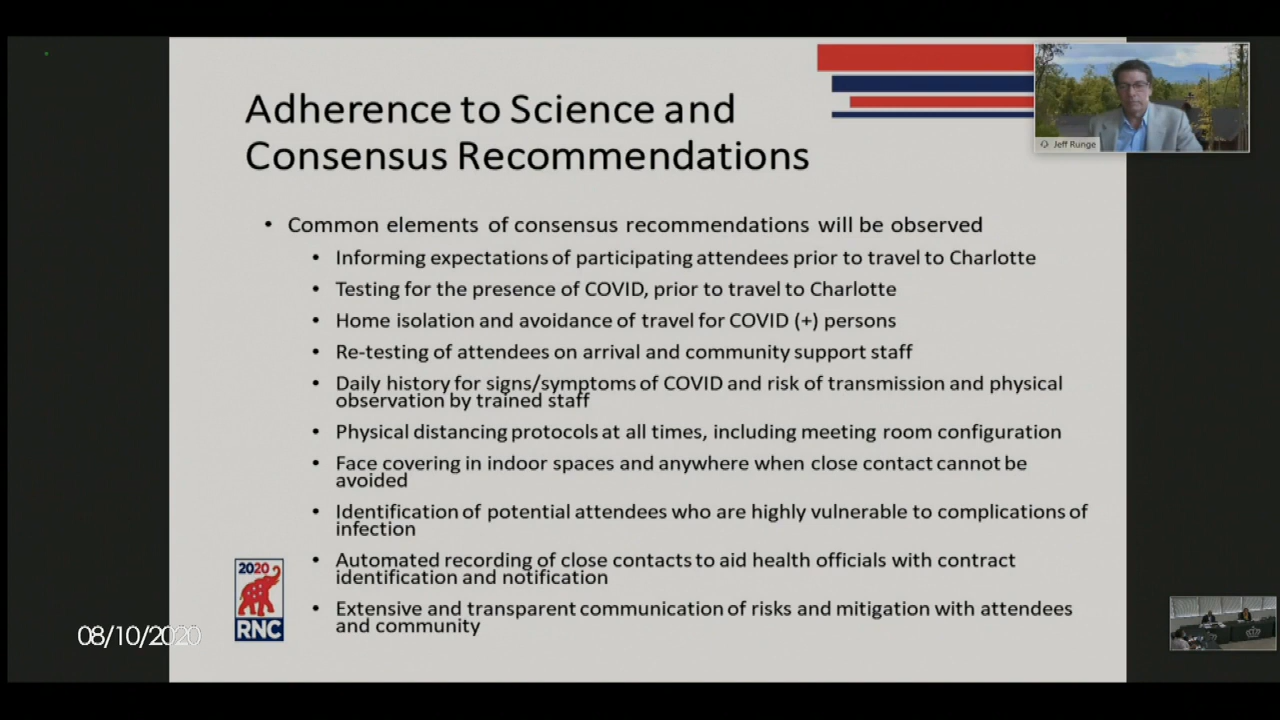 Adherence to Science and
Consensus Recommendations
Jeff Runge
• Common elements of consensus recommendations will be observed
• Informing expectations of participating attendees prior to travel to Charlotte
• Testing for the presence of COVID, prior to travel to Charlotte
• Home isolation and avoidance of travel for COVID (+) persons
• Re-testing of attendees on arrival and community support staff
• Daily history for signs/symptoms of COVID and risk of transmission and physical
observation by trained staff
• Physical distancing protocols at all times, including meeting room configuration
• Face covering in indoor spaces and anywhere when close contact cannot be
avoided
• Identification of potential attendees who are highly vulnerable to complications of
infection
• Automated recording of close contacts to aid health officials with contract
identification and notification
• Extensive and transparent communication of risks and mitigation with attendees
and community
2020
RNC
08/10/2020